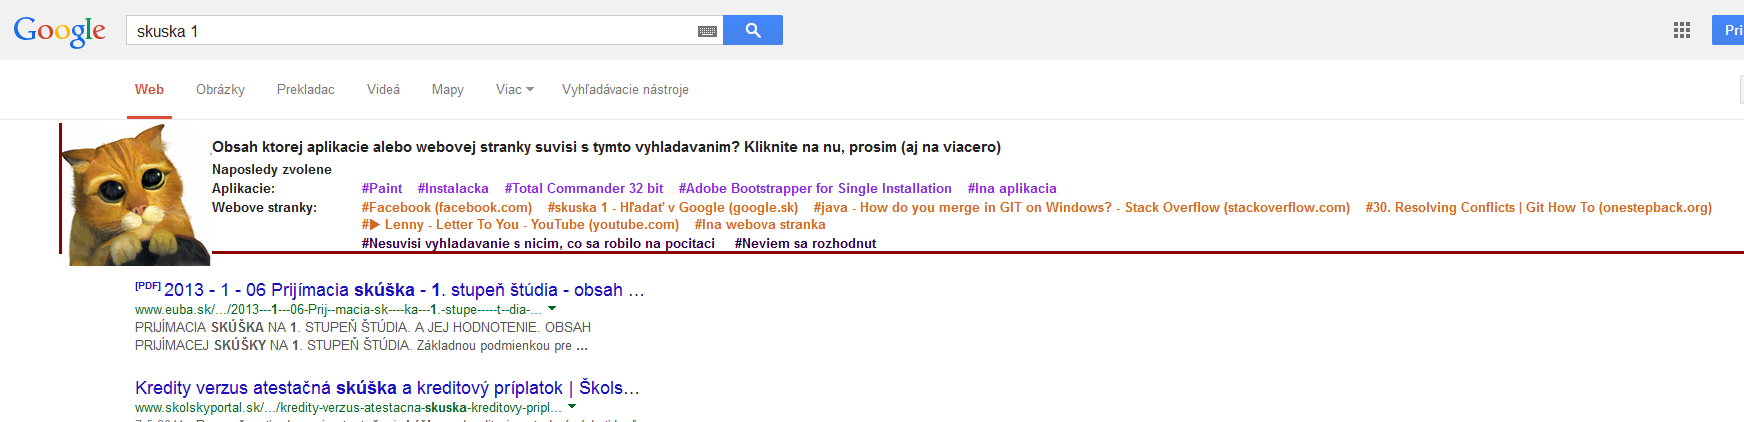 Google skuska 1 Pri
Web Obrázky Prekladac Videá Mapy Viac Vyhľadávacie nástroje
Obsah ktorej aplikacie alebo webovej stranky suvisi s tymto vyhladavanim? Kliknite na nu, prosim (aj na viacero)
Naposledy zvolene
Aplikacie: #Paint #Instalacka #Total Commander 32 bit #Adobe Bootstrapper for Single Installation #Ina aplikacia
Webove stranky: #Facebook (facebook.com) #skuska 1 - Hľadať v Google (google.sk) #java - How do you merge in GIT on Windows? - Stack Overflow (stackoverflow.com) #30. Resolving Conflicts | Git How To (onestepback.org)
#▶ Lenny - Letter To You - YouTube (youtube.com) #Ina webova stranka
#Nesuvisi vyhladavanie s nicim, co sa robilo na pocitaci #Neviem sa rozhodnut
[PDF] 2013 - 1 - 06 Prijímacia skúška - 1. stupeň štúdia - obsah ...
www.euba.sk/.../2013---1---06-Prij--macia-sk----ka---1.-stupe-----t--dia-...
PRIJÍMACIA SKÚŠKA NA 1. STUPEŇ ŠTÚDIA. A JEJ HODNOTENIE. OBSAH
PRIJÍMACEJ SKÚŠKY NA 1. STUPEŇ ŠTÚDIA. Základnou podmienkou pre ...
Kredity verzus atestačná skúška a kreditový príplatok | Škols...
www.skolskyportal.sk/.../kredity-verzus-atestacna-skuska-kreditovy-pripl...